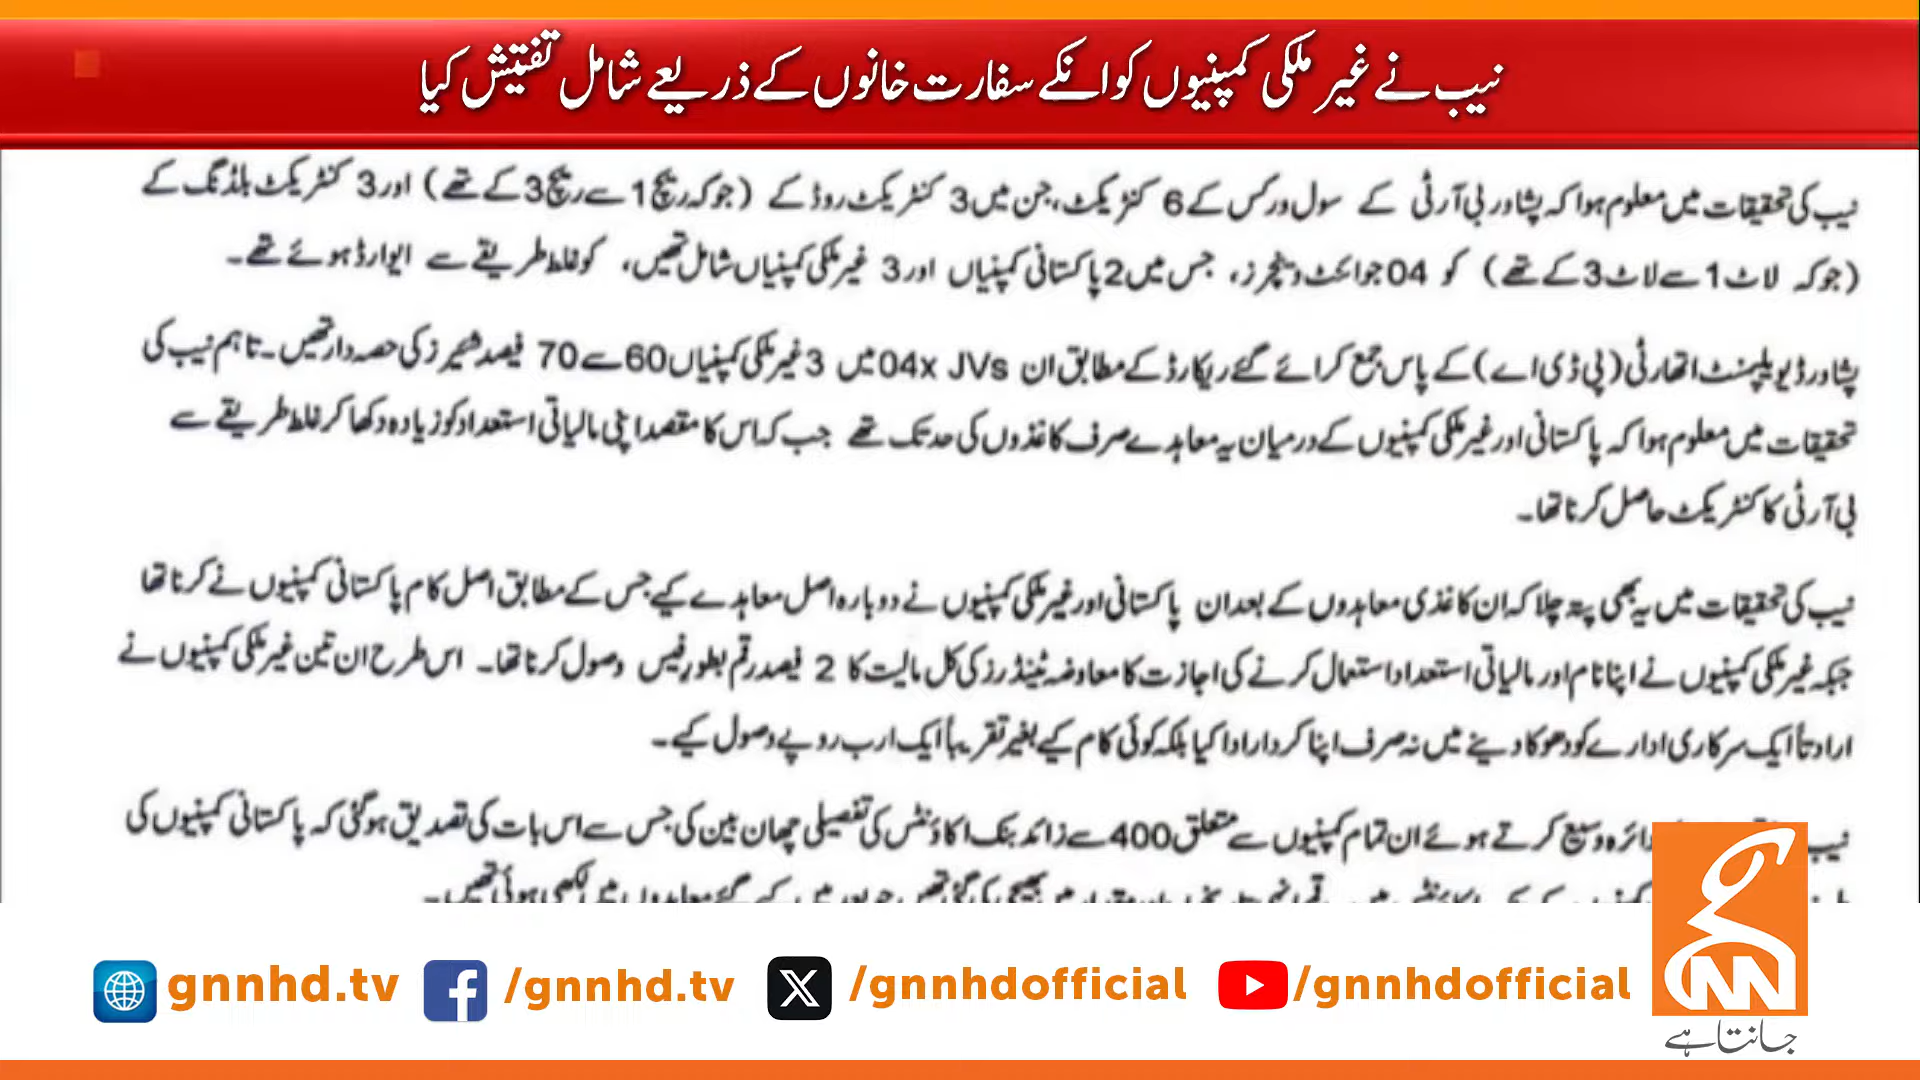 نیب نے غیر ملکی کمپنیوں کو انکے سفارت خانوں کے ذریعے شامل تفتیش کیا
نیب کی تحقیقات میں معلوم ہوا کہ پشاور بی آر ٹی کے سول ورکس کے 6 کنٹریکٹ، جن میں 3 کنٹریکٹ روڈ کے (جو کہ ریچ 1 سے ریچ 3 کے تھے) اور 3 کنٹریکٹ بلڈنگ کے
(جو کہ لاٹ 1 سے لاٹ 3 کے تھے) کو 04 جوائنٹ وینچرز، جس میں 2 پاکستانی کمپنیاں اور 3 غیر ملکی کمپنیاں شامل تھیں، کو غلط طریقے سے ایوارڈ ہوئے تھے۔
پشاور ڈیویلپمنٹ اتھارٹی (پی ڈی اے) کے پاس جمع کرائے گئے ریکارڈ کے مطابق ان 04x JVs میں 3 غیر ملکی کمپنیاں 60 سے 70 فیصد شیئرز کی حصہ دار تھیں۔ تاہم نیب کی
تحقیقات میں معلوم ہوا کہ پاکستانی اور غیر ملکی کمپنیوں کے درمیان یہ معاہدے صرف کاغذوں کی حد تک تھے جب کہ اس کا مقصد اپنی مالیاتی استعداد کو زیادہ دکھا کر غلط طریقے سے
بی آر ٹی کا کنٹریکٹ حاصل کرنا تھا۔
نیب کی تحقیقات میں یہ بھی پتہ چلا کہ ان کاغذی معاہدوں کے بعد ان پاکستانی اور غیر ملکی کمپنیوں نے دوبارہ اصل معاہدے کیے جس کے مطابق اصل کام پاکستانی کمپنیوں نے کرنا تھا
جبکہ غیر ملکی کمپنیوں نے اپنا نام اور مالیاتی استعداد استعمال کرنے کی اجازت کا معاوضہ ٹینڈرز کی کل مالیت کا 2 فیصد رقم بطور فیس وصول کرنا تھا۔ اس طرح ان تین غیر ملکی کمپنیوں نے
ارادتاً ایک سرکاری ادارے کو دھوکا دینے میں نہ صرف اپنا کردار ادا کیا بلکہ کوئی کام کیے بغیر تقریباً ایک ارب روپے وصول کیے۔
نیب دائرہ وسیع کرتے ہوئے ان تمام کمپنیوں سے متعلق 400 سے زائد بنک اکاؤنٹس کی تفصیلی چھان بین کی جس سے اس بات کی تصدیق ہوگئی کہ پاکستانی کمپنیوں کی
gnnhd.tv /gnnhd.tv /gnnhdofficial /gnnhdofficial
GNN
جانتا ہے